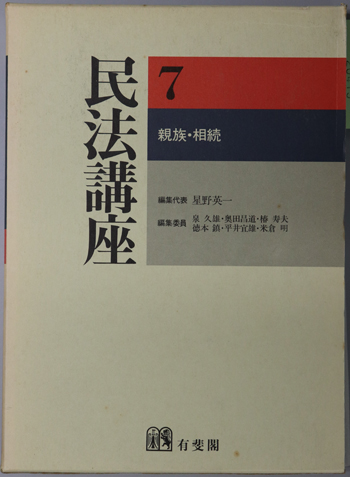 民法講座
7
親族・相続
編集代表 星野英一
編集委員 泉 久雄・奥田昌道・椿 寿夫
徳本 鎮・平井宜雄・米倉 明
有斐閣